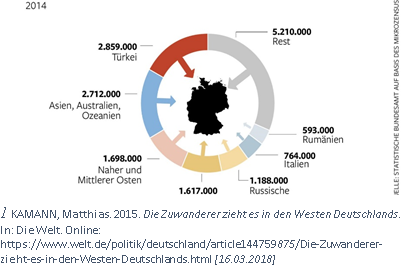 2014
2.859.000
Türkei
5.210.000
Rest
2.712.000
Asien, Australien,
Ozeanien
593.000
Rumänien
764.000
Italien
1.698.000
Naher und
Mittlerer Osten
1.188.000
Russische
1.617.000
STATISTISCHE BUNDESAMT AUF BASIS DES MIKROZENSUS
1 KAMANN, Matthias. 2015. Die Zuwanderer zieht es in den Westen Deutschlands.
In: Die Welt. Online:
https://www.welt.de/politik/deutschland/article144759875/Die-Zuwanderer-
zieht-es-in-den-Westen-Deutschlands.html [16.03.2018]